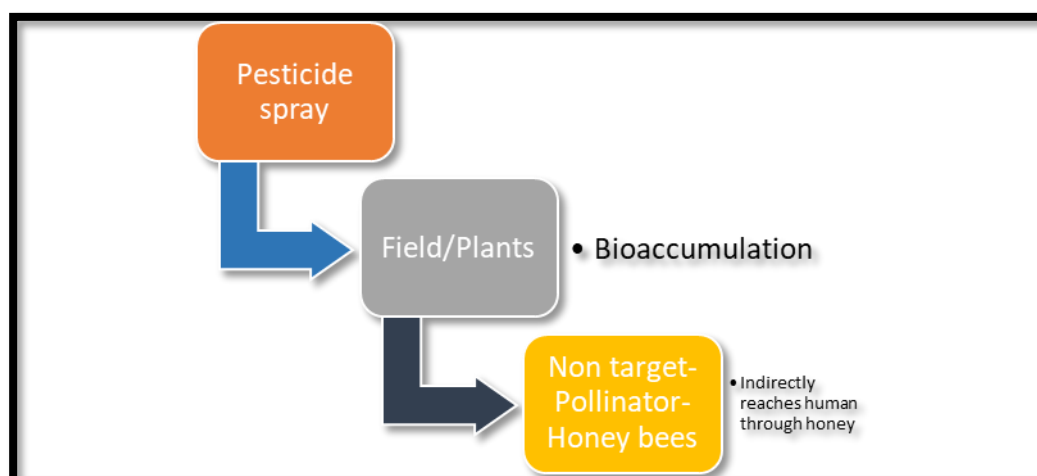 Pesticide
spray
Field/Plants
• Bioaccumulation
Non target-
Pollinator-
Honey bees
• Indirectly
reaches human
through honey